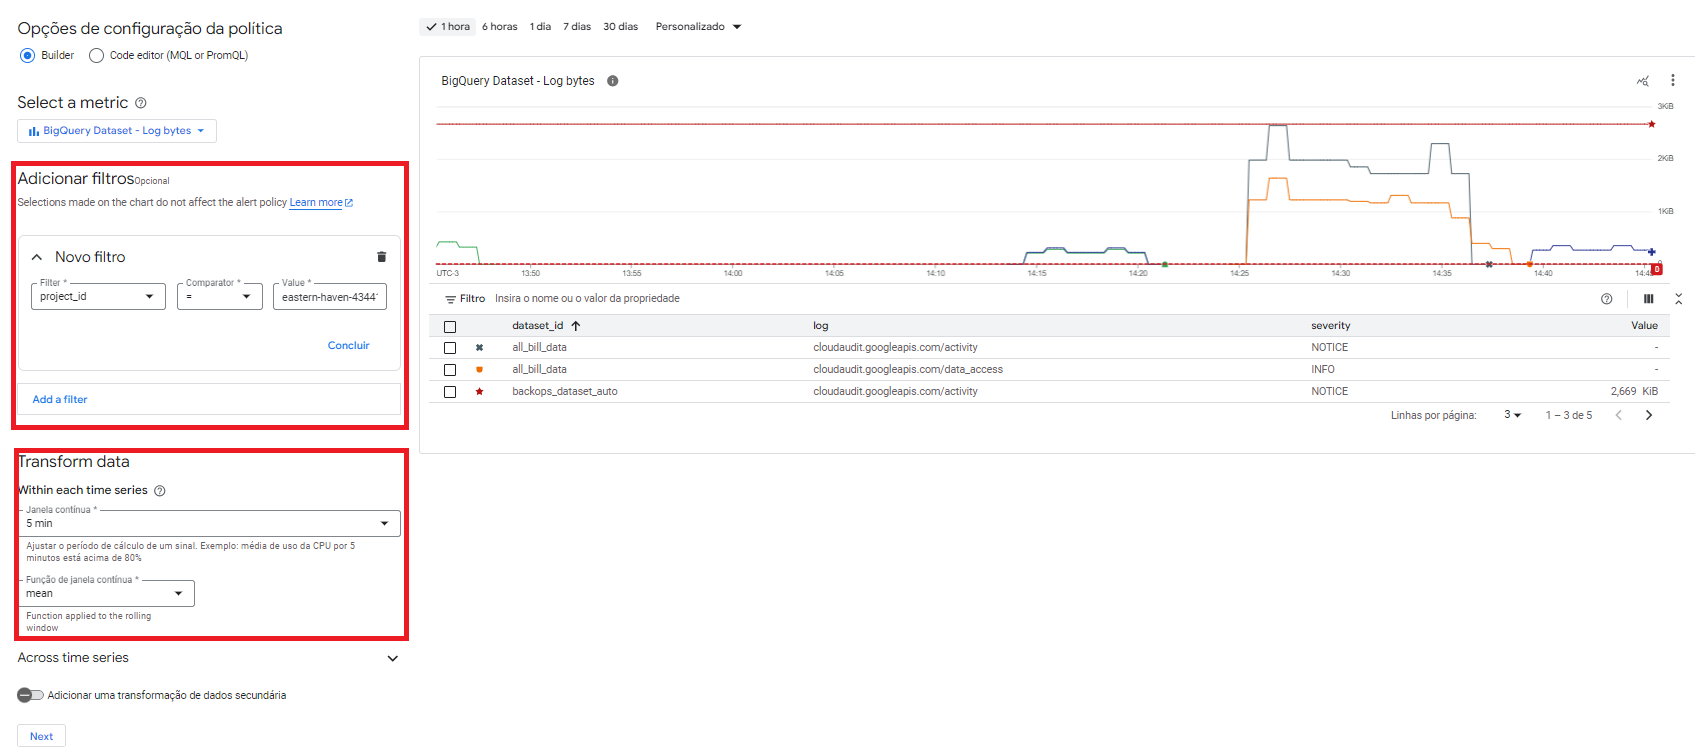 Opções de configuração da política
Builder
Code editor (MQL or PromQL)
Select a metric
BigQuery Dataset - Log bytes
Adicionar filtros Opcional
Selections made on the chart do not affect the alert policy Learn more
Novo filtro
Filter * Comparator * Value *
project_id = eastern-haven-4344
Concluir
Add a filter
Transform data
Within each time series
Janela contínua *
5 min
Ajustar o período de cálculo de um sinal. Exemplo: média de uso da CPU por 5
minutos está acima de 80%
Função de janela contínua *
mean
Function applied to the rolling
window
Across time series
Adicionar uma transformação de dados secundária
Next
1 hora 6 horas 1 dia 7 dias 30 dias Personalizado
BigQuery Dataset - Log bytes
3KiB
2KiB
1KiB
0
0
UTC-3 13:50 13:55 14:00 14:05 14:10 14:15 14:20 14:25 14:30 14:35 14:40
Filtro Insira o nome ou o valor da propriedade
dataset_id log severity Value
all_bill_data cloudaudit.googleapis.com/activity NOTICE -
all_bill_data cloudaudit.googleapis.com/data_access INFO -
backops_dataset_auto cloudaudit.googleapis.com/activity NOTICE 2,669 KiB
Linhas por página: 3 1 – 3 de 5